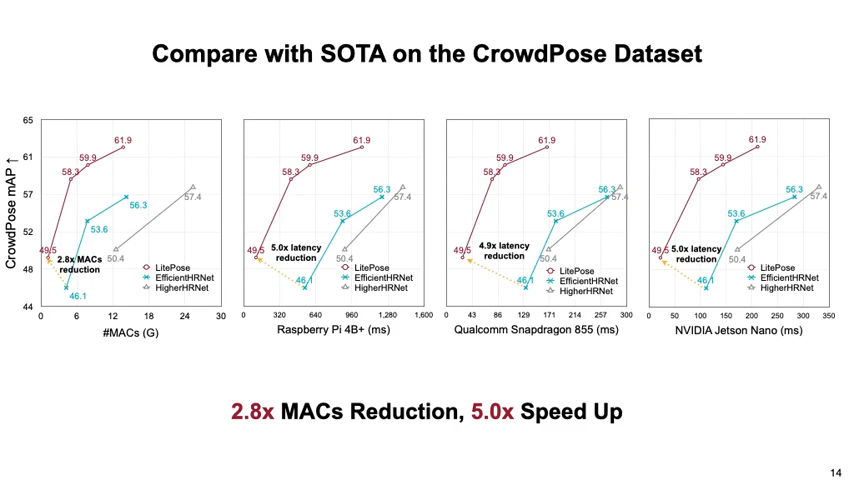 Compare with SOTA on the CrowdPose Dataset
CrowdPose mAP ↑
65
61
57
52
48
44
61.9
59.9
58.3
49.5
56.3
53.6
46.1
57.4
50.4
2.8x MACs
reduction
LitePose
EfficientHRNet
HigherHRNet
0 6 12 18 24 30
#MACs (G)
61.9
59.9
58.3
49.5
56.3
53.6
46.1
57.4
50.4
5.0x latency
reduction
LitePose
EfficientHRNet
HigherHRNet
0 320 640 960 1,280 1,600
Raspberry Pi 4B+ (ms)
61.9
59.9
58.3
49.5
56.3
53.6
46.1
57.4
50.4
4.9x latency
reduction
LitePose
EfficientHRNet
HigherHRNet
0 43 86 129 171 214 257 300
Qualcomm Snapdragon 855 (ms)
61.9
59.9
58.3
49.5
56.3
53.6
46.1
57.4
50.4
5.0x latency
reduction
LitePose
EfficientHRNet
HigherHRNet
0 50 100 150 200 250 300 350
NVIDIA Jetson Nano (ms)
2.8x MACs Reduction, 5.0x Speed Up
14